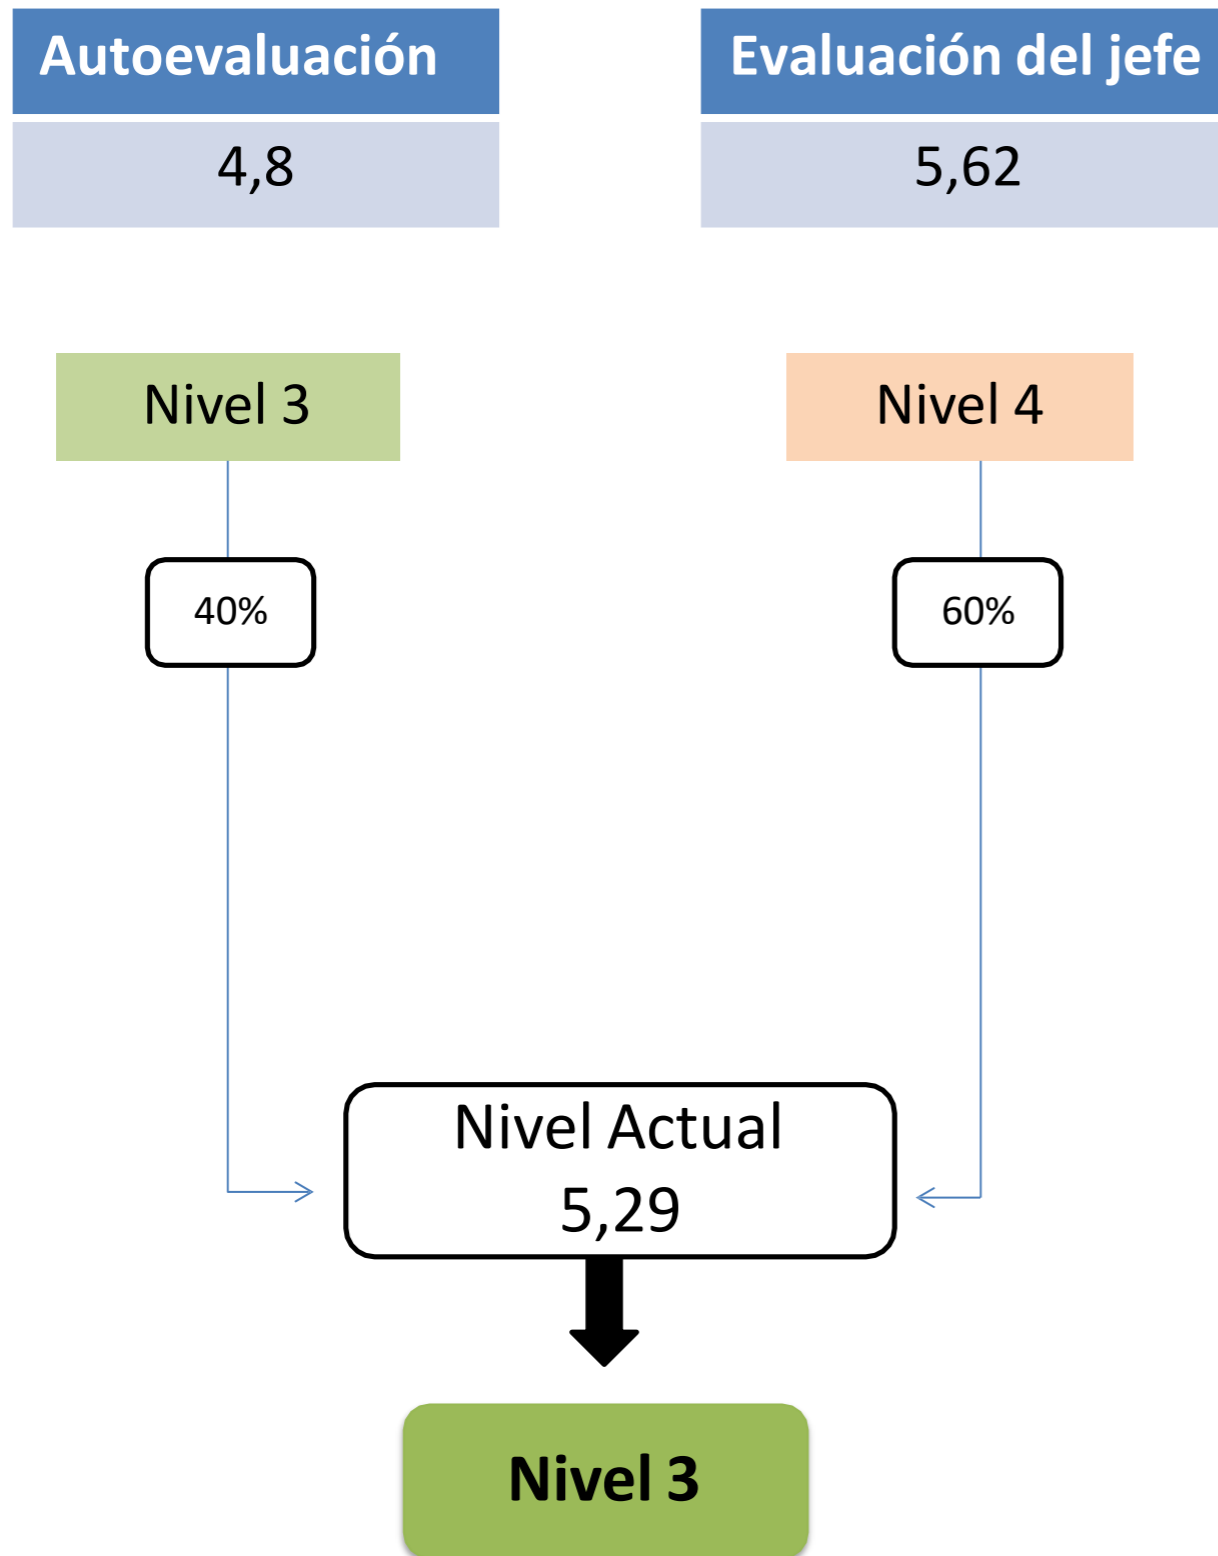 Autoevaluación
Evaluación del jefe
4,8
5,62
Nivel 3
Nivel 4
40%
60%
Nivel Actual
5,29
Nivel 3